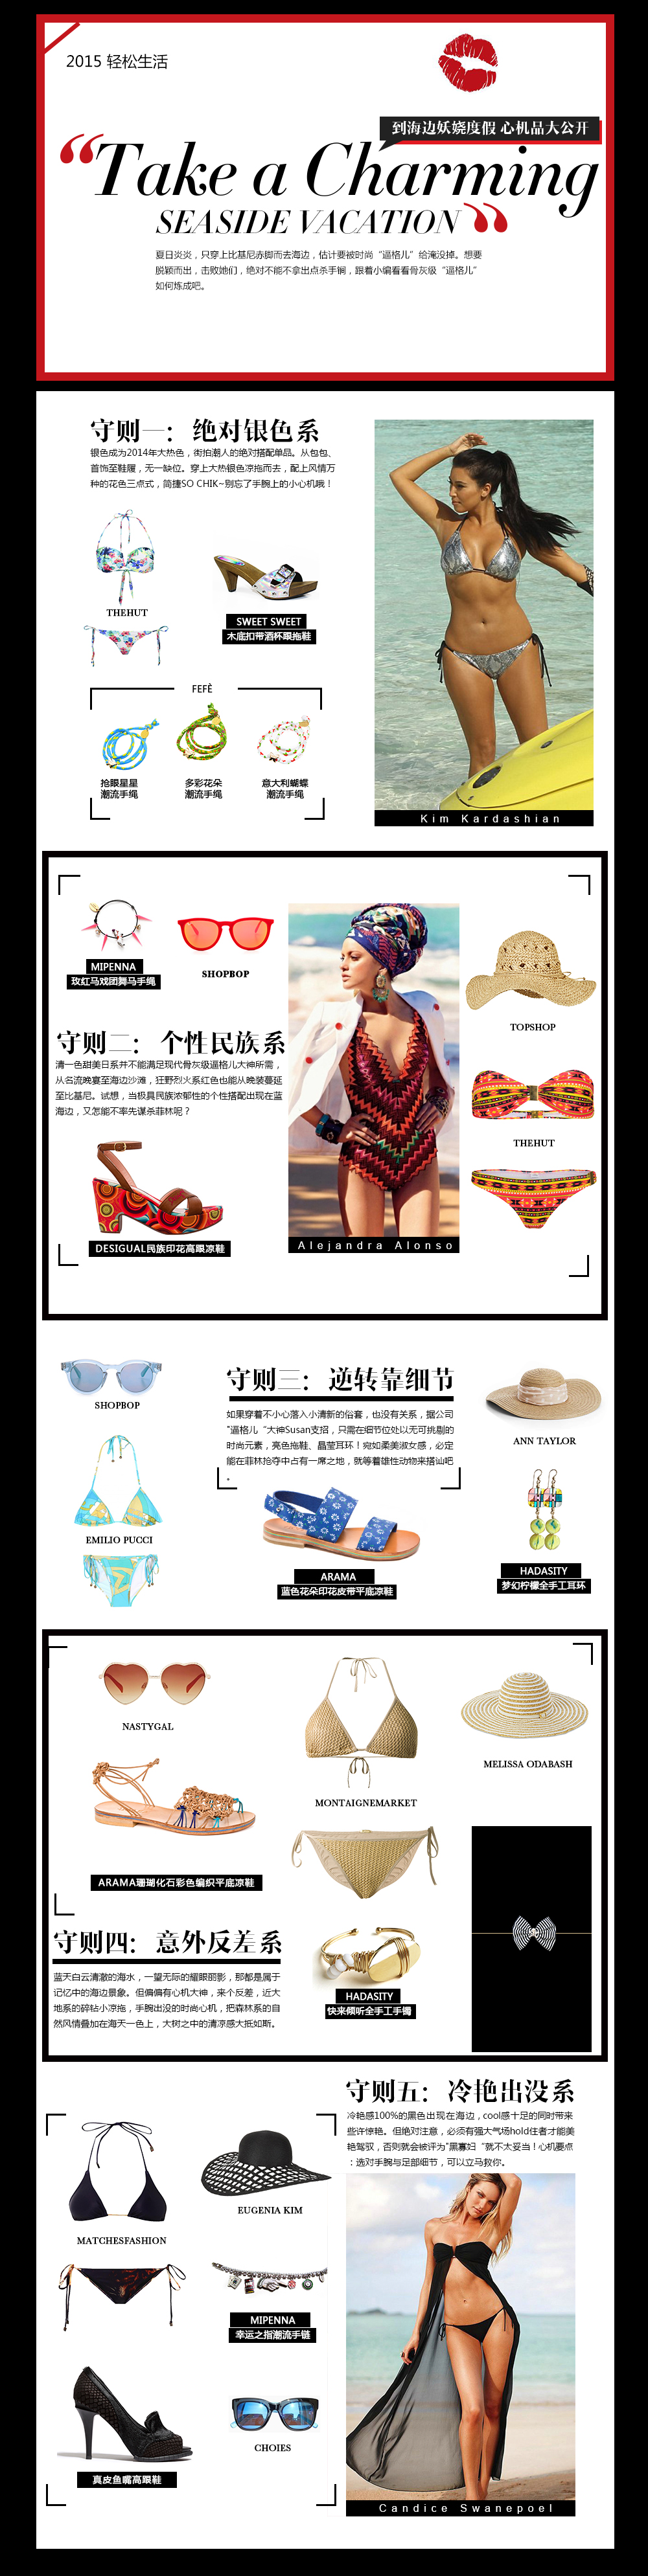 2015 轻松生活
到海边妖娆度假 心机品大公开
“Take a Charming
SEASIDE VACATION”
夏日炎炎，只穿上比基尼赤脚而去海边，估计要被时尚“逼格儿”给淹没掉。想要
脱颖而出，击败她们，绝对不能不拿出点杀手锏，跟着小编看看骨灰级“逼格儿”
如何炼成吧。
守则一：绝对银色系
银色成为2014年大热色，街拍潮人的绝对搭配单品。从包包、
首饰至鞋履，无一缺位。穿上大热银色凉拖而去，配上风情万
种的花色三点式，简捷SO CHIK~别忘了手腕上的小心机哦！
THEHUT
SWEET SWEET
木底扣带酒杯跟拖鞋
FEFÈ
抢眼星星
潮流手绳
多彩花朵
潮流手绳
意大利蝴蝶
潮流手绳
Kim Kardashian
MIPENNA
玫红马戏团舞马手绳
SHOPBOP
TOPSHOP
守则二：个性民族系
清一色甜美日系并不能满足现代骨灰级逼格儿大神所需，
从名流晚宴至海边沙滩，狂野烈火系红色也能从晚装蔓延
至比基尼。试想，当极具民族浓郁性的个性搭配出现在蓝
海边，又怎能不率先谋杀菲林呢？
THEHUT
DESIGUAL民族印花高跟凉鞋
Alejandra Alonso
SHOPBOP
守则三：逆转靠细节
如果穿着不小心落入小清新的俗套，也没有关系，据公司
"逼格儿“大神Susan支招，只需在细节位处以无可挑剔的
时尚元素，亮色拖鞋、晶莹耳环！宛如柔美淑女感，必定
能在菲林抢夺中占有一席之地，就等着雄性动物来搭讪吧
。
ANN TAYLOR
EMILIO PUCCI
ARAMA
蓝色花朵印花皮带平底凉鞋
HADASITY
梦幻柠檬全手工耳环
NASTYGAL
MELISSA ODABASH
MONTAIGNEMARKET
ARAMA珊瑚化石彩色编织平底凉鞋
守则四：意外反差系
蓝天白云清澈的海水，一望无际的耀眼丽影，那都是属于
记忆中的海边景象。但偏偏有心机大神，来个反差，近大
地系的碎钻小凉拖，手腕出没的时尚心机，把森林系的自
然风情叠加在海天一色上，大树之中的清凉感大抵如斯。
HADASITY
快来倾听全手工手镯
守则五：冷艳出没系
冷艳感100%的黑色出现在海边，cool感十足的同时带来
些许惊艳。但绝对注意，必须有强大气场hold住者才能美
艳驾驭，否则就会被评为"黑寡妇“就不太妥当！心机要点
：选对手腕与足部细节，可以立马救你。
EUGENIA KIM
MATCHESFASHION
MIPENNA
幸运之指潮流手链
CHOIES
真皮鱼嘴高跟鞋
Candice Swanepoel